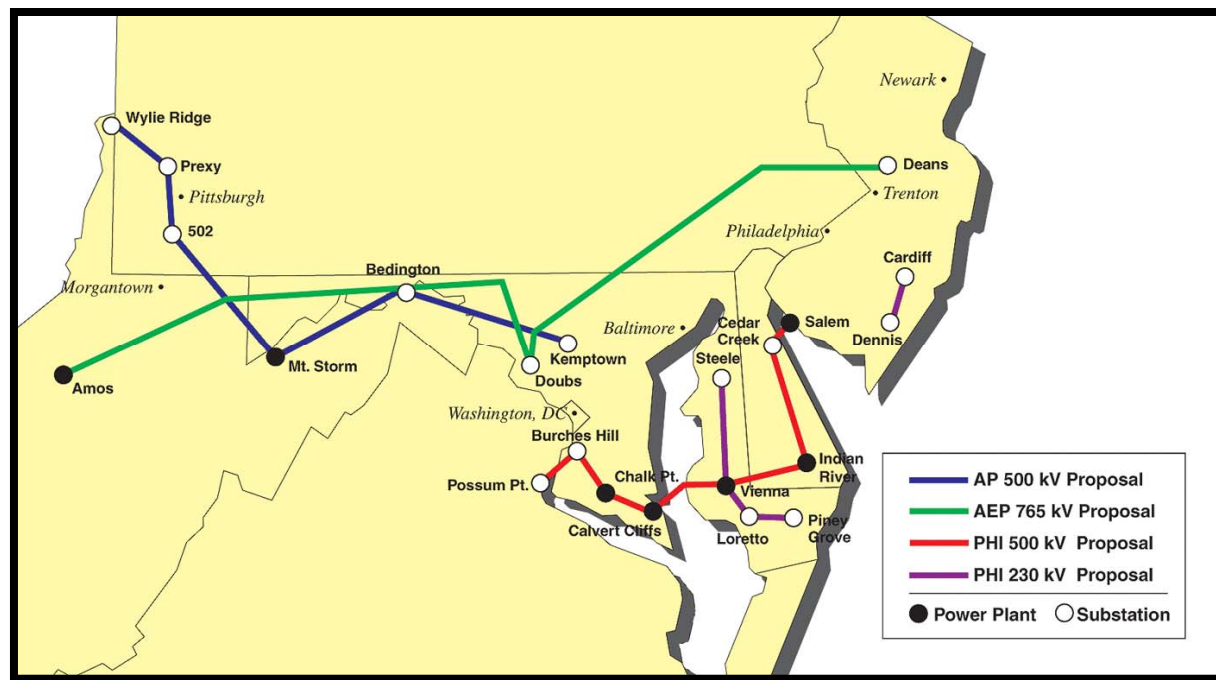 Newark
Wylie Ridge
Prexy
Deans
Pittsburgh
Trenton
502
Philadelphia
Bedington
Cardiff
Morgantown
Baltimore
Cedar
Creek
Salem
Dennis
Kemptown
Steele
Mt. Storm
Doubs
Amos
Washington, DC
Burches Hill
Chalk Pt.
Indian
River
Possum Pt.
Vienna
Calvert Cliffs
Loretto
Piney
Grove
AP 500 kV Proposal
AEP 765 kV Proposal
PHI 500 kV Proposal
PHI 230 kV Proposal
Power Plant
Substation